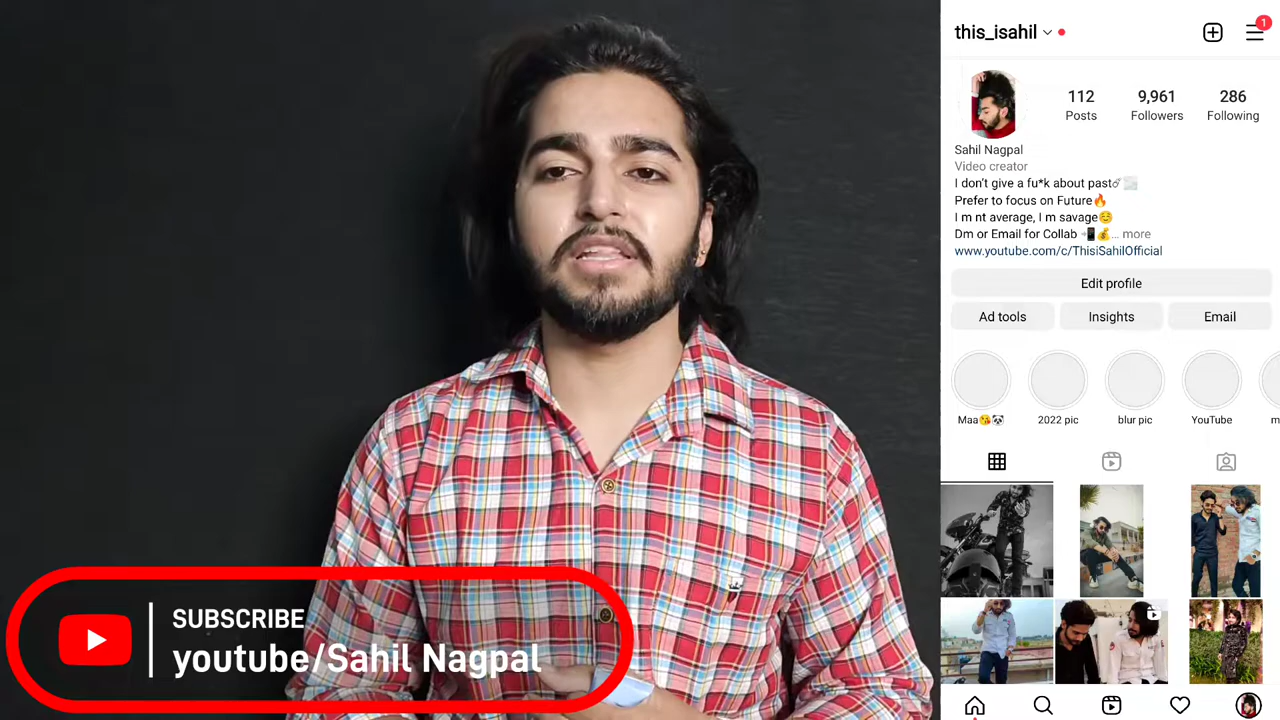 this_isahil
1
112
Posts
9,961
Followers
286
Following
Sahil Nagpal
Video creator
I don't give a fu*k about past
Prefer to focus on Future🔥
I m nt average, I m savage☺️
Dm or Email for Collab 📲💰... more
www.youtube.com/c/ThisiSahilOfficial
Edit profile
Ad tools
Insights
Email
Maa😘🐼
2022 pic
blur pic
YouTube
m
SUBSCRIBE
youtube/Sahil Nagpal